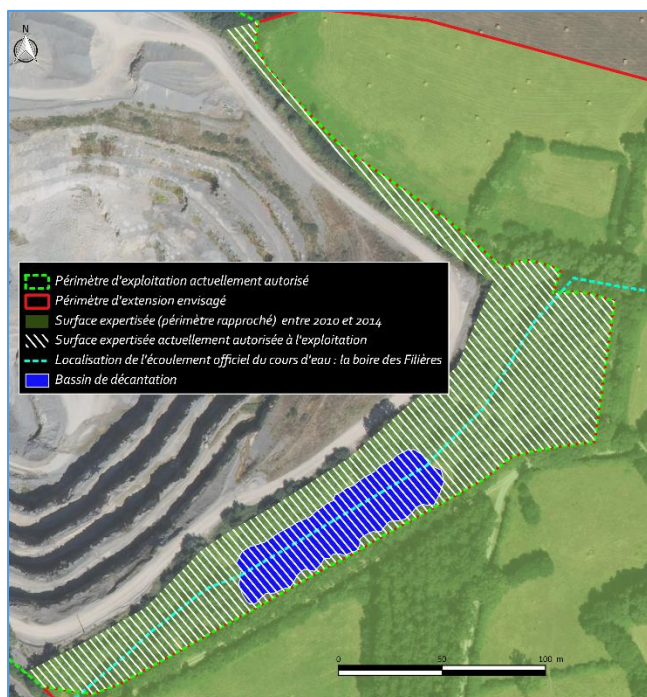 N
Périmètre d'exploitation actuellement autorisé
Périmètre d'extension envisagé
Surface expertisée (périmètre rapproché) entre 2010 et 2014
Surface expertisée actuellement autorisée à l'exploitation
Localisation de l'écoulement officiel du cours d'eau : la boire des Filières
Bassin de décantation
0 50 100 m